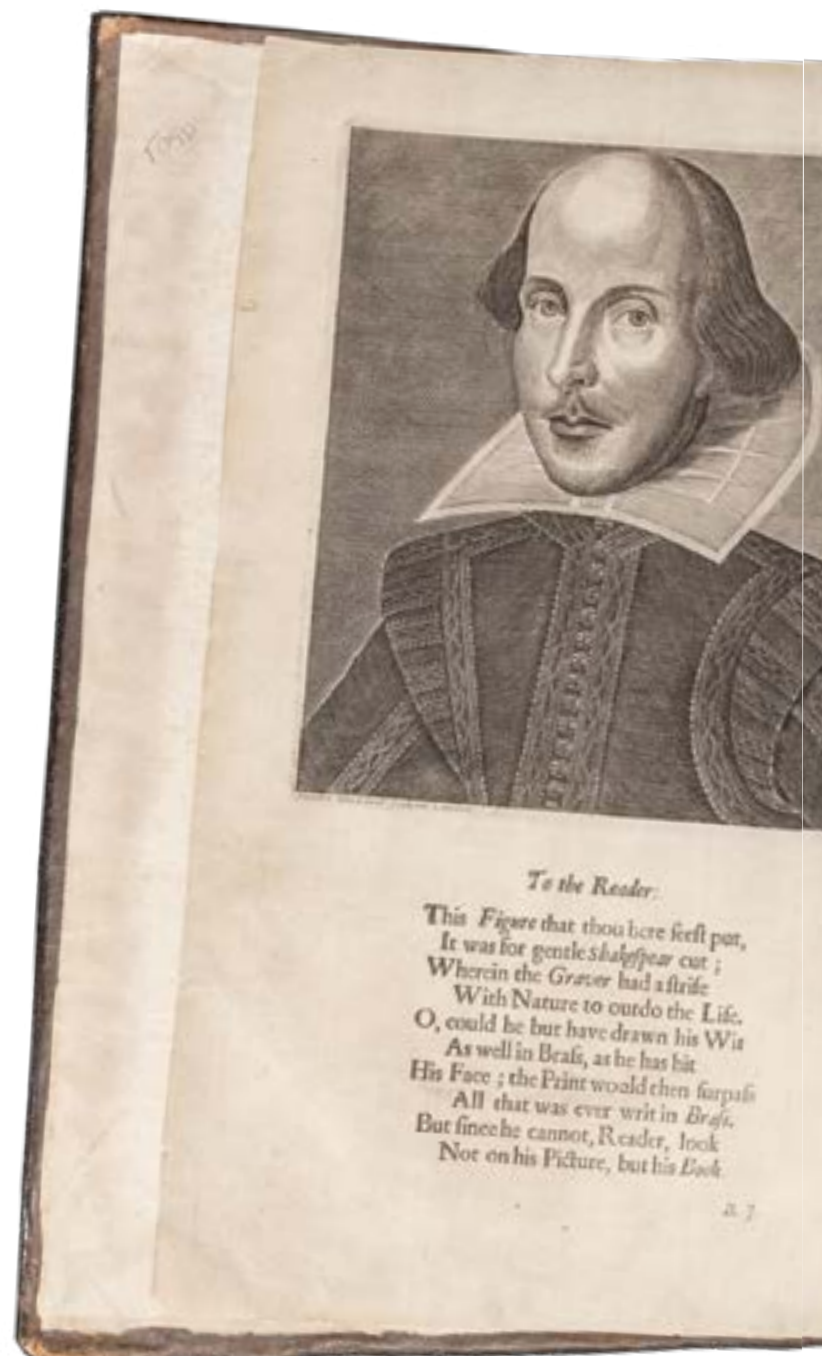 To the Reader.
This Figure that thou here ſeeſt put,
It was for gentle Shakeſpear cut ;
Wherein the Graver had a ſtrife
With Nature to outdo the Life.
O, could he but have drawn his Wit
As well in Braſs, as he has hit
His Face ; the Print would then ſurpaſs
All that was ever writ in Braſs.
But ſince he cannot, Reader, look
Not on his Picture, but his Book.
B. J.